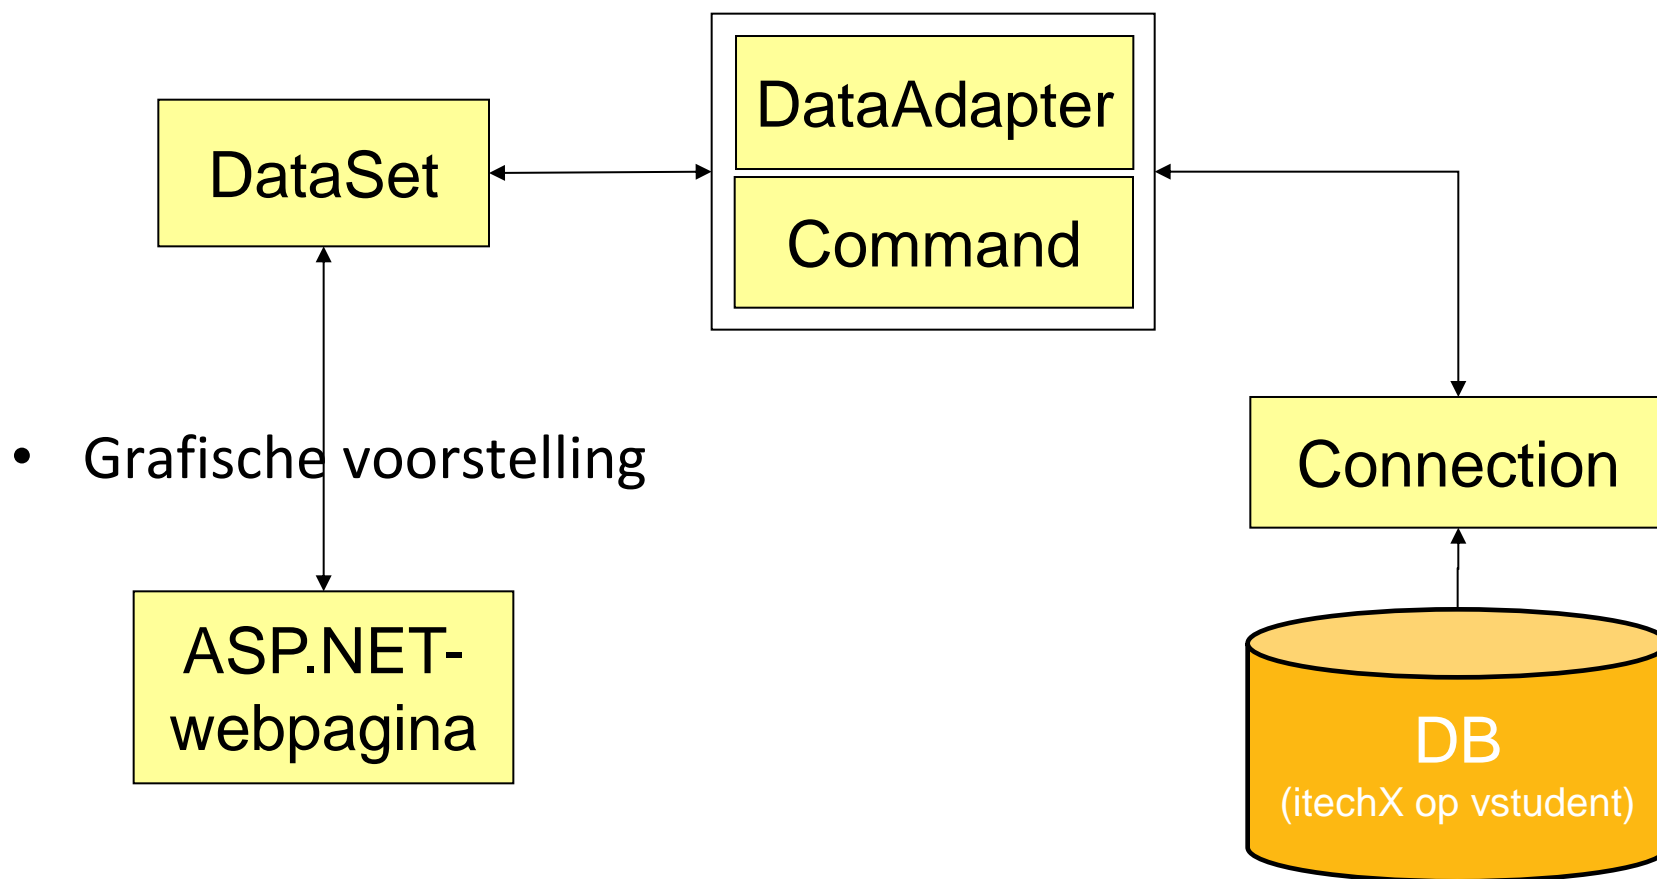 DataAdapter
DataSet
Command
• Grafische voorstelling
Connection
ASP.NET-
webpagina
DB
(itechX op vstudent)